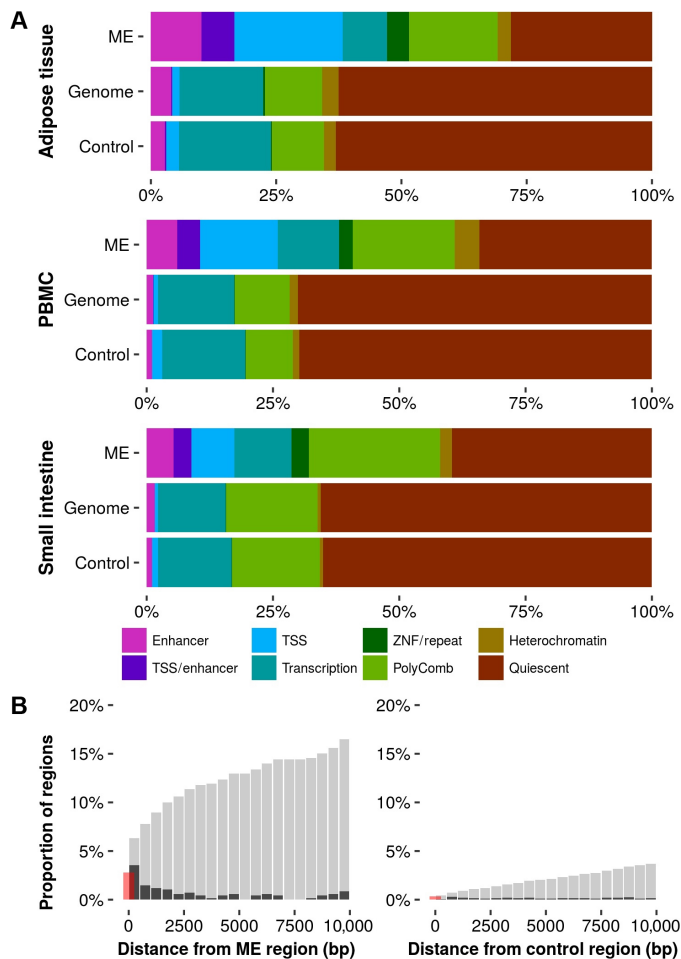 A
Adipose tissue
ME
Genome
Control
0% 25% 50% 75% 100%
PBMC
ME
Genome
Control
0% 25% 50% 75% 100%
Small intestine
ME
Genome
Control
0% 25% 50% 75% 100%
Enhancer TSS ZNF/repeat Heterochromatin
TSS/enhancer Transcription PolyComb Quiescent
B
Proportion of regions
20%
15%
10%
5%
0%
0 2500 5000 7500 10,000
Distance from ME region (bp)
20%
15%
10%
5%
0%
0 2500 5000 7500 10,000
Distance from control region (bp)